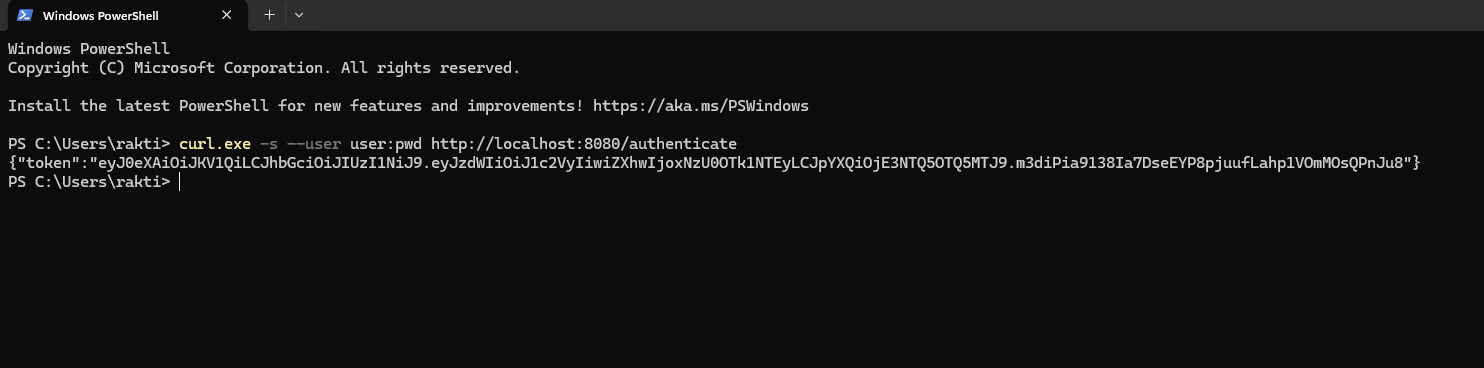 Windows PowerShell
Windows PowerShell
Copyright (C) Microsoft Corporation. All rights reserved.
Install the latest PowerShell for new features and improvements! https://aka.ms/PSWindows
PS C:\Users\rakti> curl.exe -s --user user:pwd http://localhost:8080/authenticate
{"token":"eyJ0eXAiOiJKV1QiLCJhbGciOiJIUzI1NiJ9.eyJzdWIiOiJ1c2VyIiwiZXhwIjoxNzU0OTk1NTEyLCJpYXQiOjE3NTQ5OTQ5MTJ9.m3diPia9138Ia7DseEYP8pjuufLahp1VOmMOsQPnJu8"}
PS C:\Users\rakti>